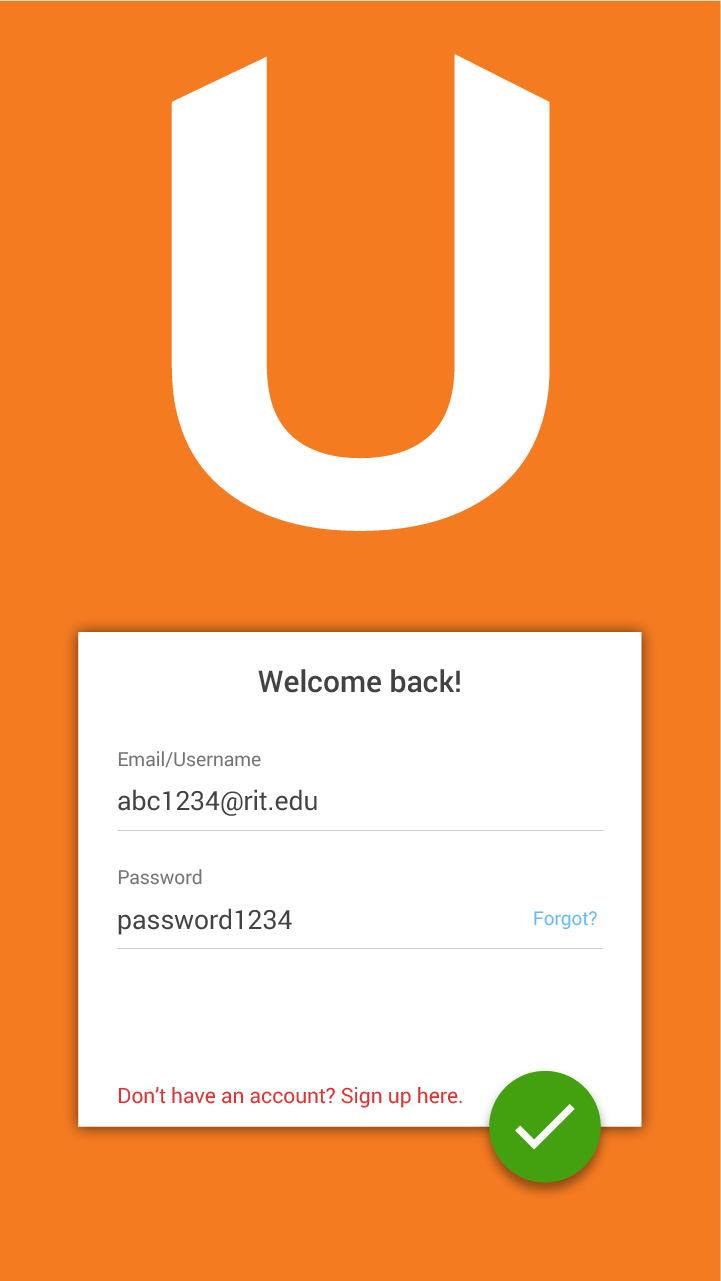 U
Welcome back!
Email/Username
abc1234@rit.edu
Password
password1234
Forgot?
Don’t have an account? Sign up here.